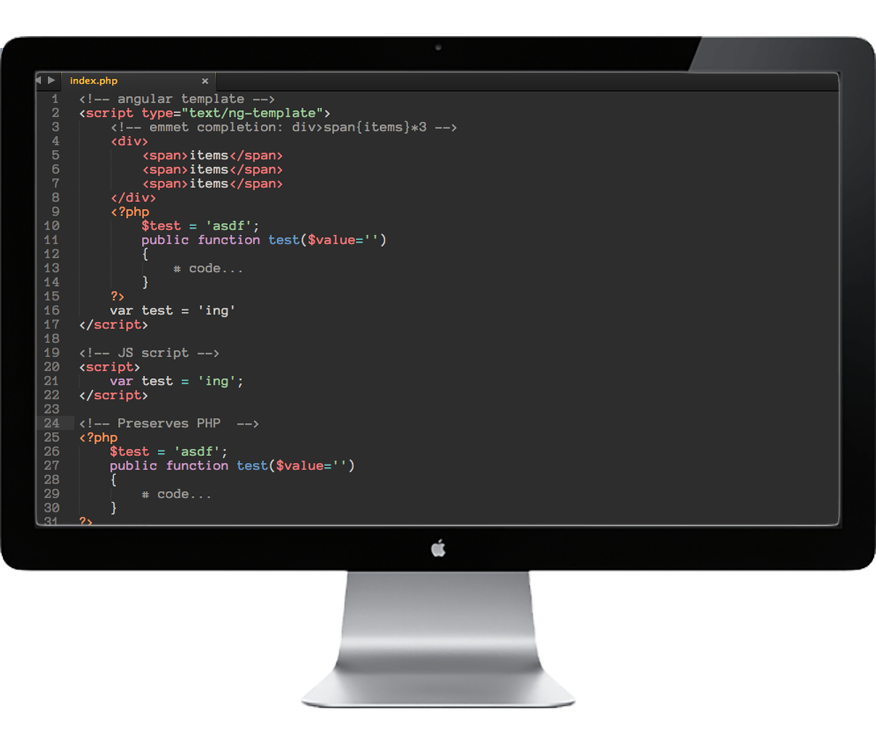 index.php ×
1 <!-- angular template -->
2 <script type="text/ng-template">
3     <!-- emmet completion: div>span{items}*3 -->
4     <div>
5         <span>items</span>
6         <span>items</span>
7         <span>items</span>
8     </div>
9     <?php
10         $test = 'asdf';
11         public function test($value='')
12         {
13             # code...
14         }
15     ?>
16     var test = 'ing'
17 </script>
18
19 <!-- JS script -->
20 <script>
21     var test = 'ing';
22 </script>
23
24 <!-- Preserves PHP  -->
25 <?php
26     $test = 'asdf';
27     public function test($value='')
28     {
29         # code...
30     }
31 ?>